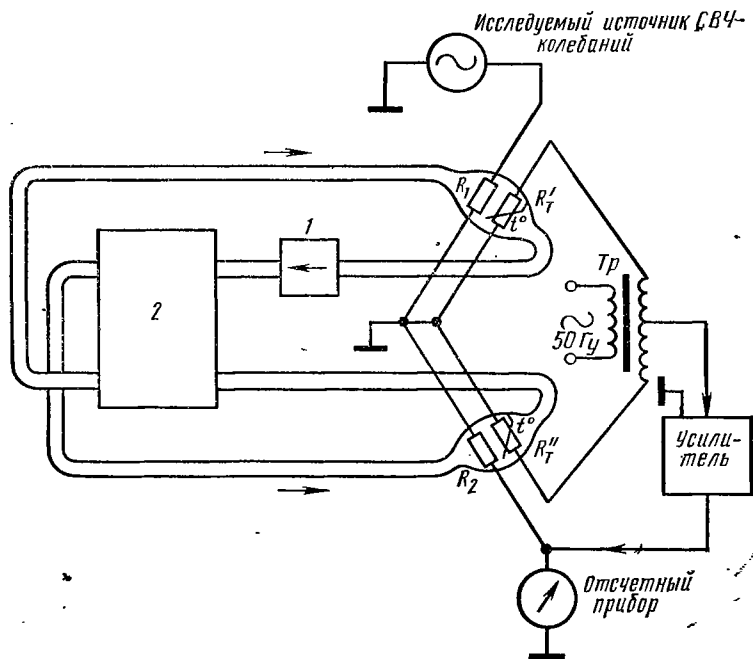 Исследуемый источник СВЧ-
колебаний
R₁
R′ᴛ
t°
1
2
Тр
50 Гц
t°
R″ᴛ
R₂
Усили-
тель
Отсчетный
прибор